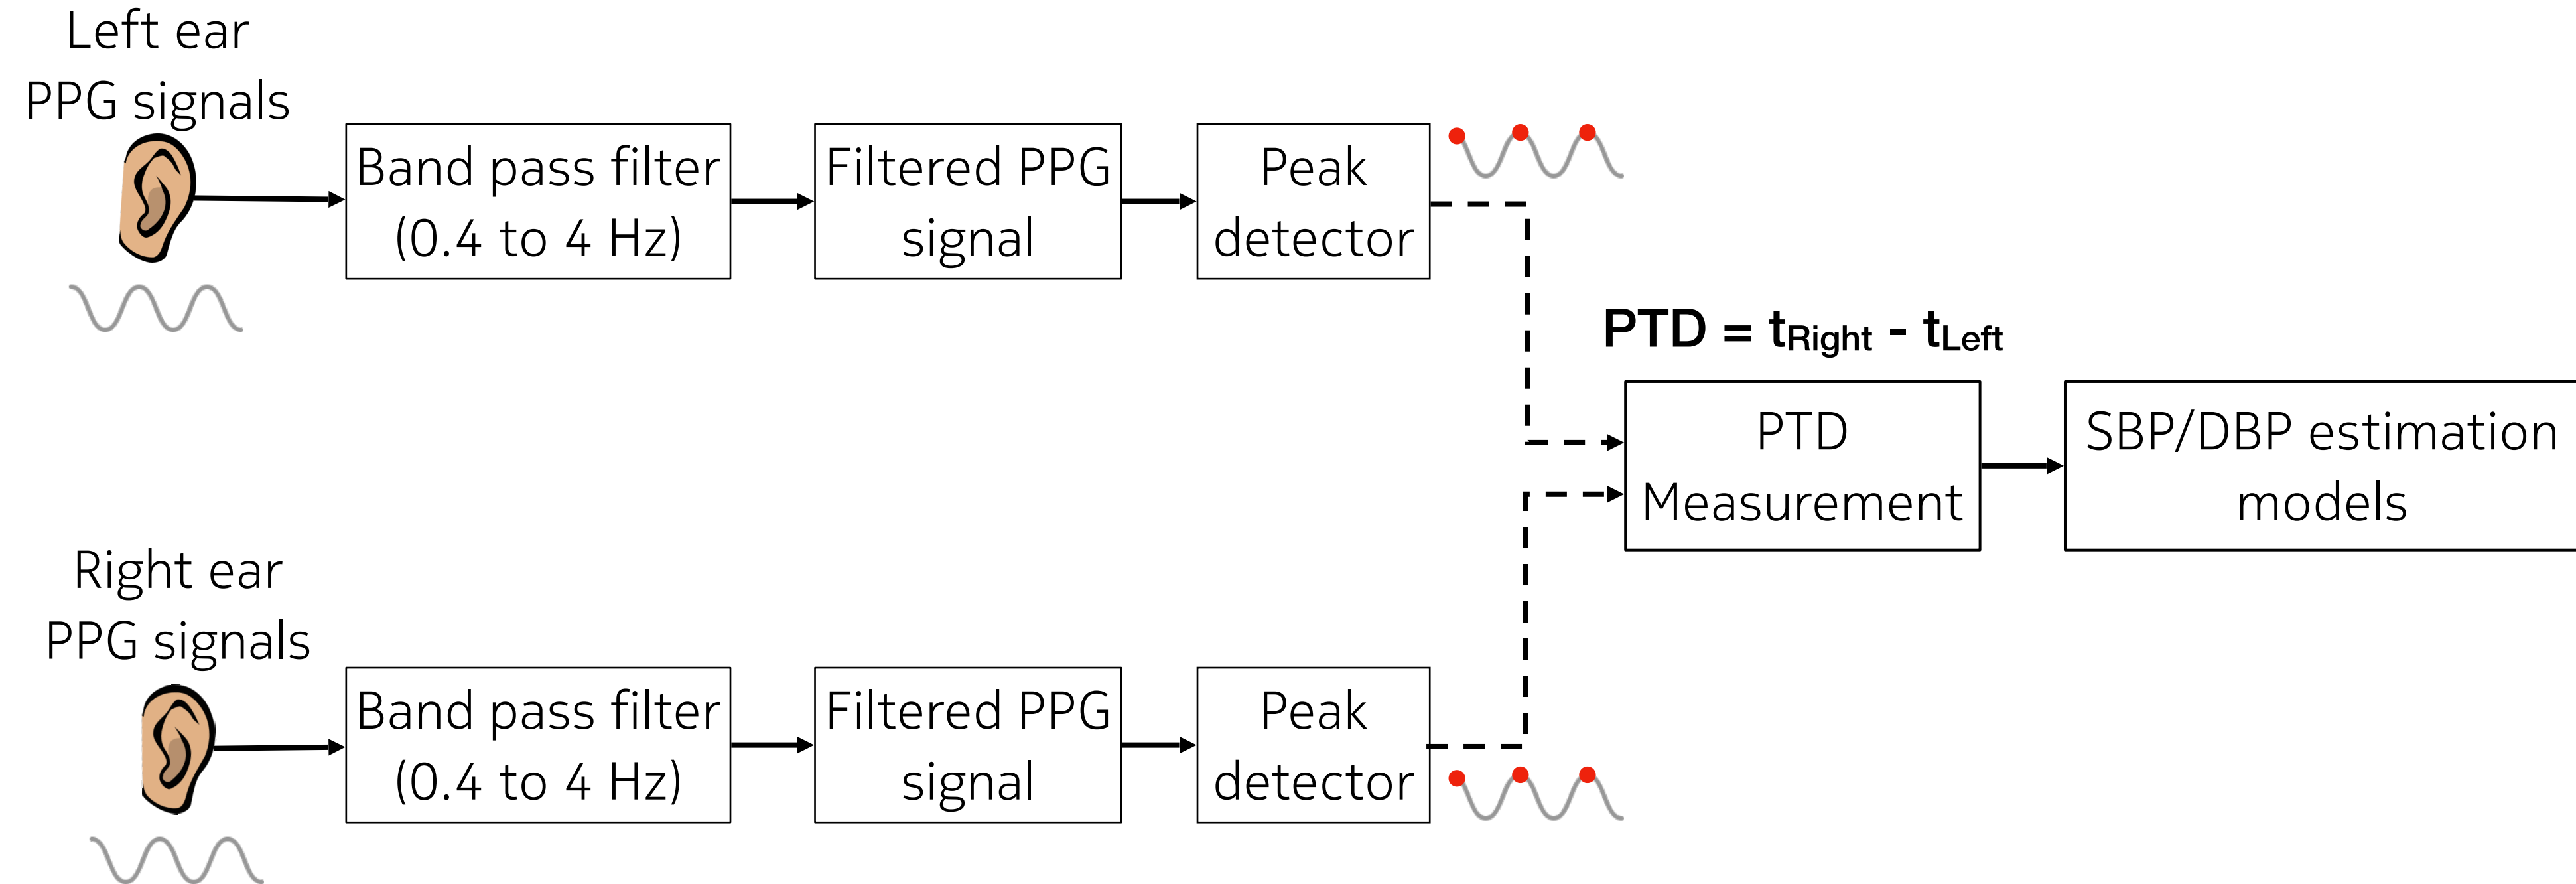 Left ear
PPG signals
Band pass filter
(0.4 to 4 Hz)
Filtered PPG
signal
Peak
detector
PTD = tRight - tLeft
PTD
Measurement
SBP/DBP estimation
models
Right ear
PPG signals
Band pass filter
(0.4 to 4 Hz)
Filtered PPG
signal
Peak
detector